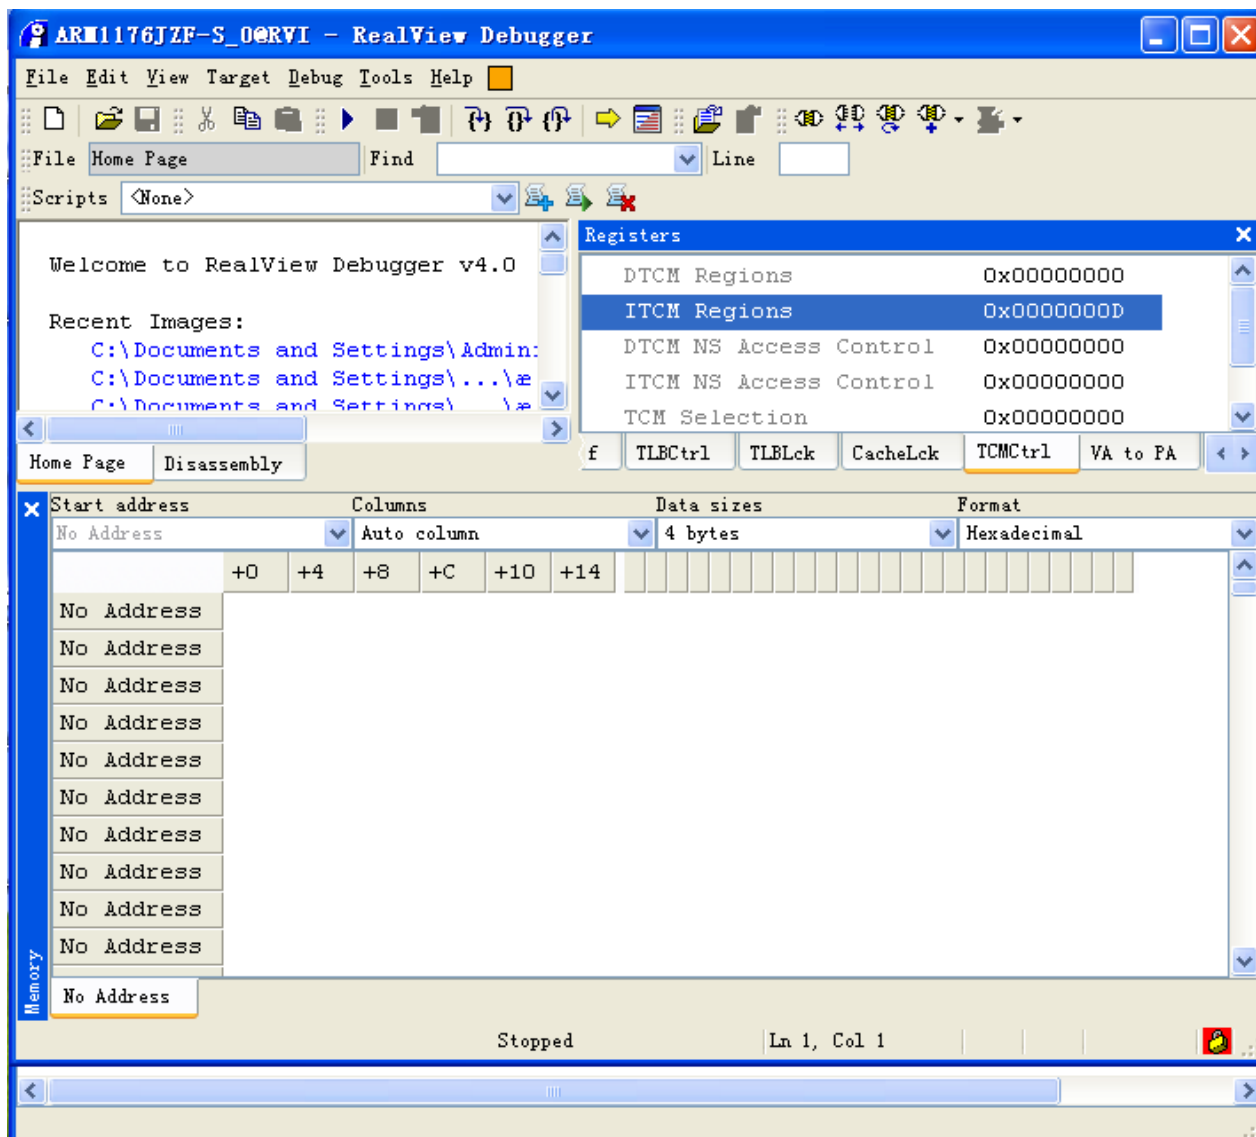 ARM1176JZF-S_0@RVI - RealView Debugger
File Edit View Target Debug Tools Help
File Home Page Find Line
Scripts <None>
Welcome to RealView Debugger v4.0
Recent Images:
C:\Documents and Settings\Admin:
C:\Documents and Settings\...\æ
C:\Documents and Settings\...\æ
Home Page Disassembly
Registers
DTCM Regions 0x00000000
ITCM Regions 0x0000000D
DTCM NS Access Control 0x00000000
ITCM NS Access Control 0x00000000
TCM Selection 0x00000000
f TLBCtrl TLBLck CacheLck TCMCtrl VA to PA
Start address Columns Data sizes Format
No Address Auto column 4 bytes Hexadecimal
+0 +4 +8 +C +10 +14
No Address
No Address
No Address
No Address
No Address
No Address
No Address
No Address
No Address
No Address
Memory
No Address
Stopped Ln 1, Col 1